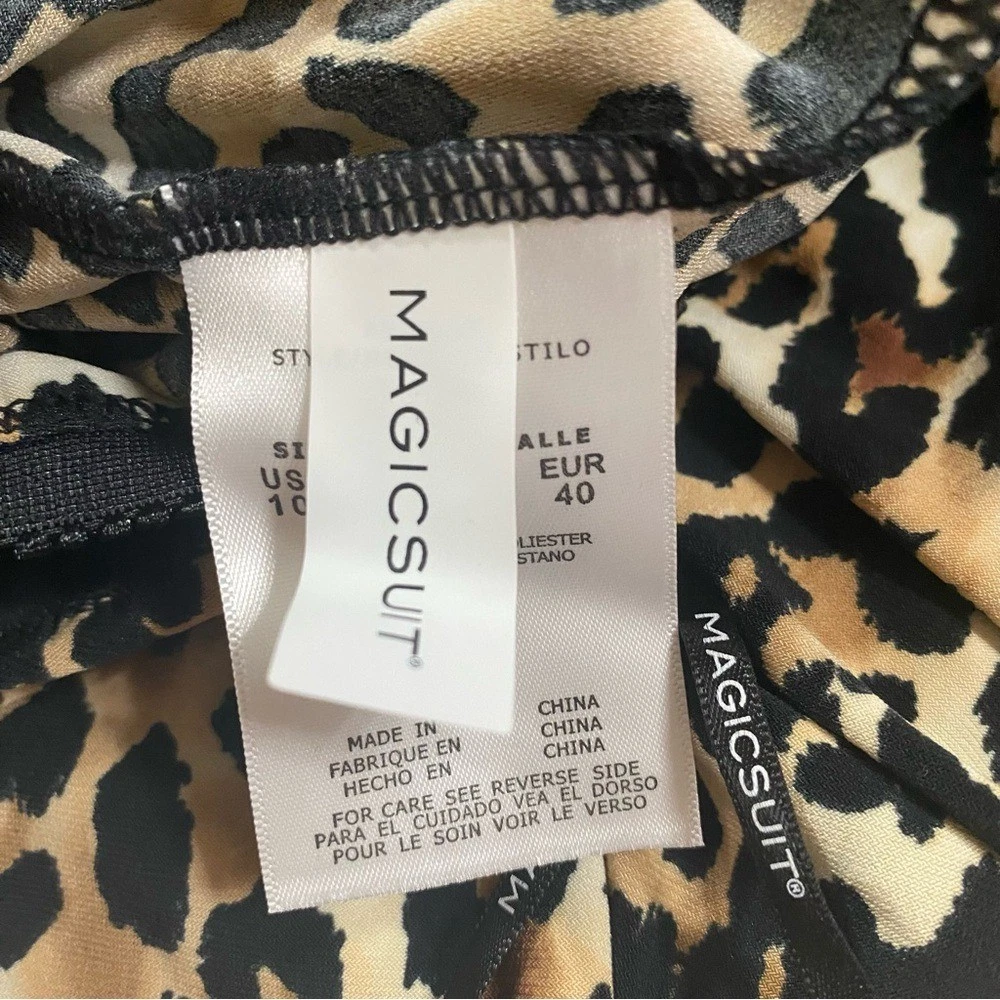 MAGICSUIT®
STY STILO
SI ALLE
US EUR
10 40
LIESTER
STANO
MADE IN CHINA
FABRIQUE EN CHINA
HECHO EN CHINA
FOR CARE SEE REVERSE SIDE
PARA EL CUIDADO VEA EL DORSO
POUR LE SOIN VOIR LE VERSO
MAGICSUIT®
M